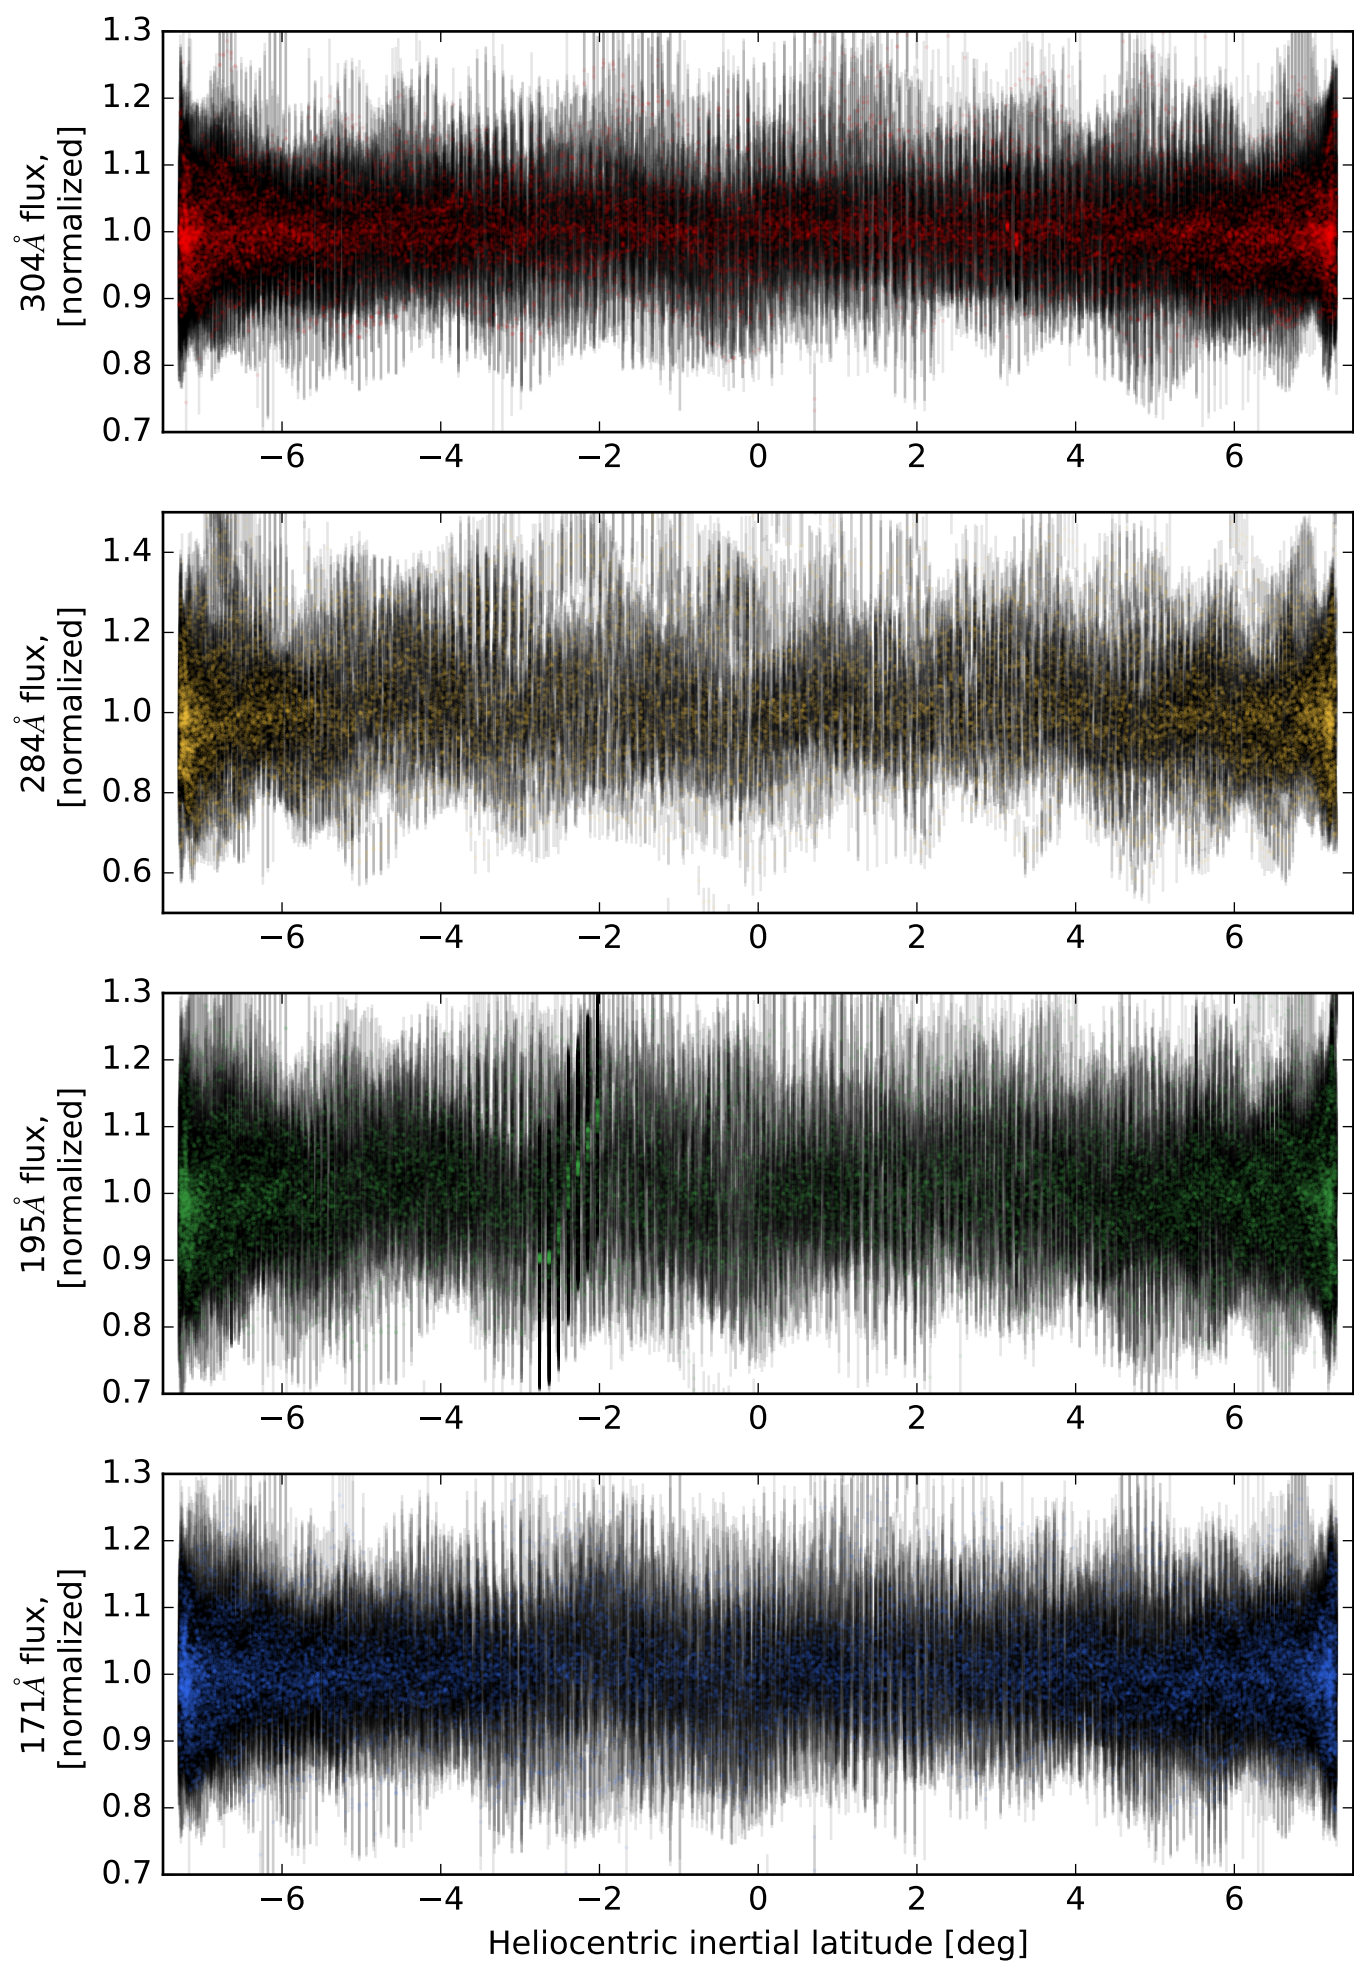 304Å flux,
[normalized]
1.3
1.2
1.1
1.0
0.9
0.8
0.7
−6 −4 −2 0 2 4 6
284Å flux,
[normalized]
1.4
1.2
1.0
0.8
0.6
−6 −4 −2 0 2 4 6
195Å flux,
[normalized]
1.3
1.2
1.1
1.0
0.9
0.8
0.7
−6 −4 −2 0 2 4 6
171Å flux,
[normalized]
1.3
1.2
1.1
1.0
0.9
0.8
0.7
−6 −4 −2 0 2 4 6
Heliocentric inertial latitude [deg]